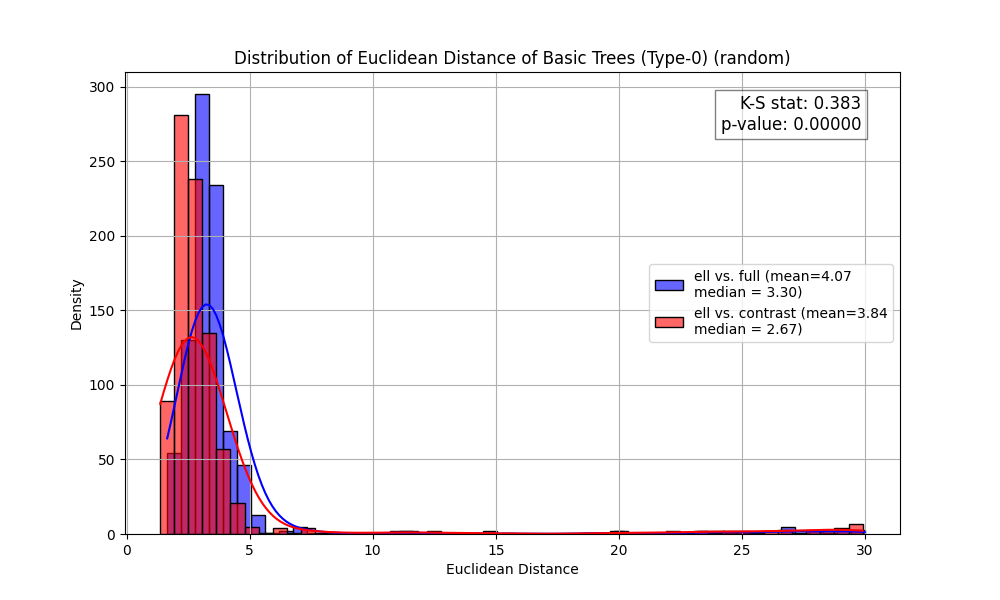 Distribution of Euclidean Distance of Basic Trees (Type-0) (random)
K-S stat: 0.383
p-value: 0.00000
ell vs. full (mean=4.07
median = 3.30)
ell vs. contrast (mean=3.84
median = 2.67)
Density
300
250
200
150
100
50
0
0 5 10 15 20 25 30
Euclidean Distance